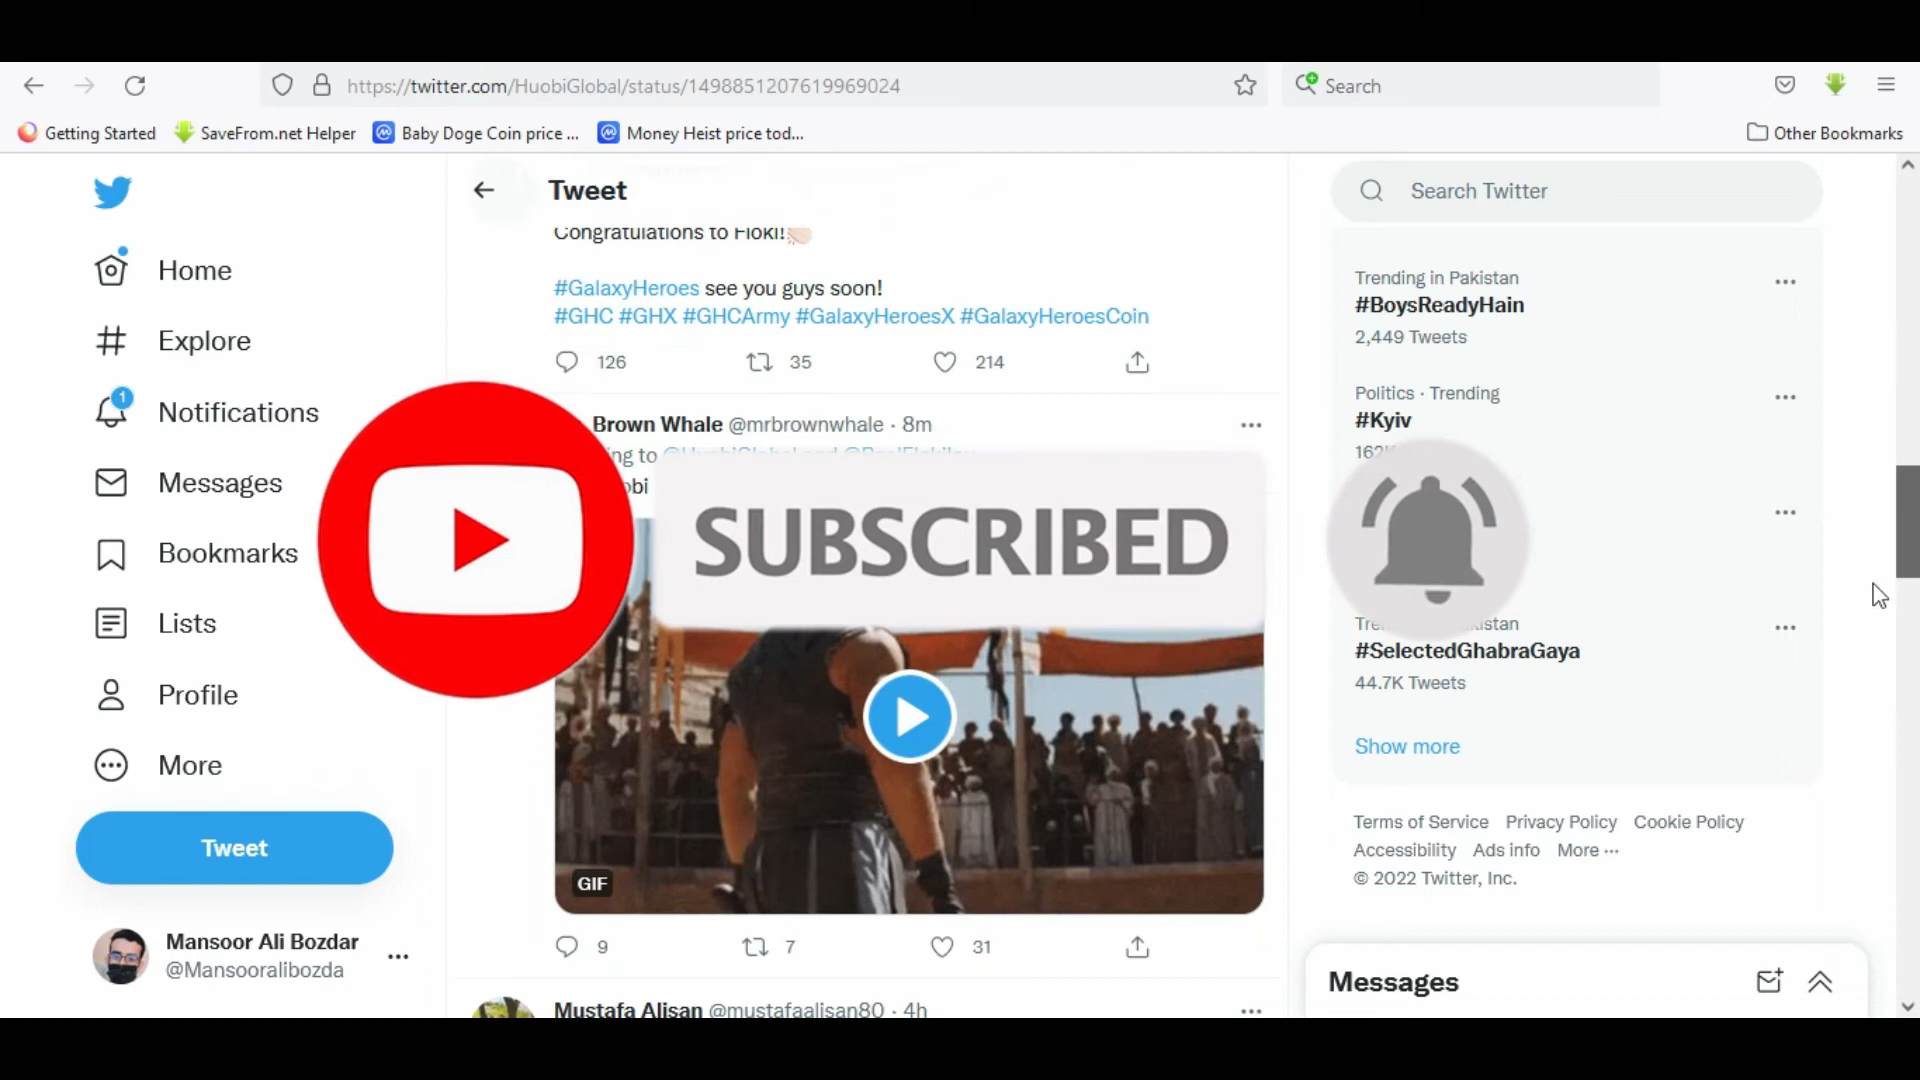 https://twitter.com/HuobiGlobal/status/1498851207619969024
Search
Getting Started
SaveFrom.net Helper
Baby Doge Coin price ...
Money Heist price tod...
Other Bookmarks
Home
Explore
1
Notifications
Messages
Bookmarks
Lists
Profile
More
Tweet
Mansoor Ali Bozdar
@Mansooralibozda
Tweet
Congratulations to Floki!
#GalaxyHeroes see you guys soon!
#GHC #GHX #GHCArmy #GalaxyHeroesX #GalaxyHeroesCoin
126 35 214
Brown Whale @mrbrownwhale · 8m
SUBSCRIBED
GIF
9 7 31
Mustafa Alisan @mustafaalisan80 · 4h
Search Twitter
Trending in Pakistan
#BoysReadyHain
2,449 Tweets
Politics · Trending
#Kyiv
#SelectedGhabraGaya
44.7K Tweets
Show more
Terms of Service Privacy Policy Cookie Policy
Accessibility Ads info More ...
© 2022 Twitter, Inc.
Messages